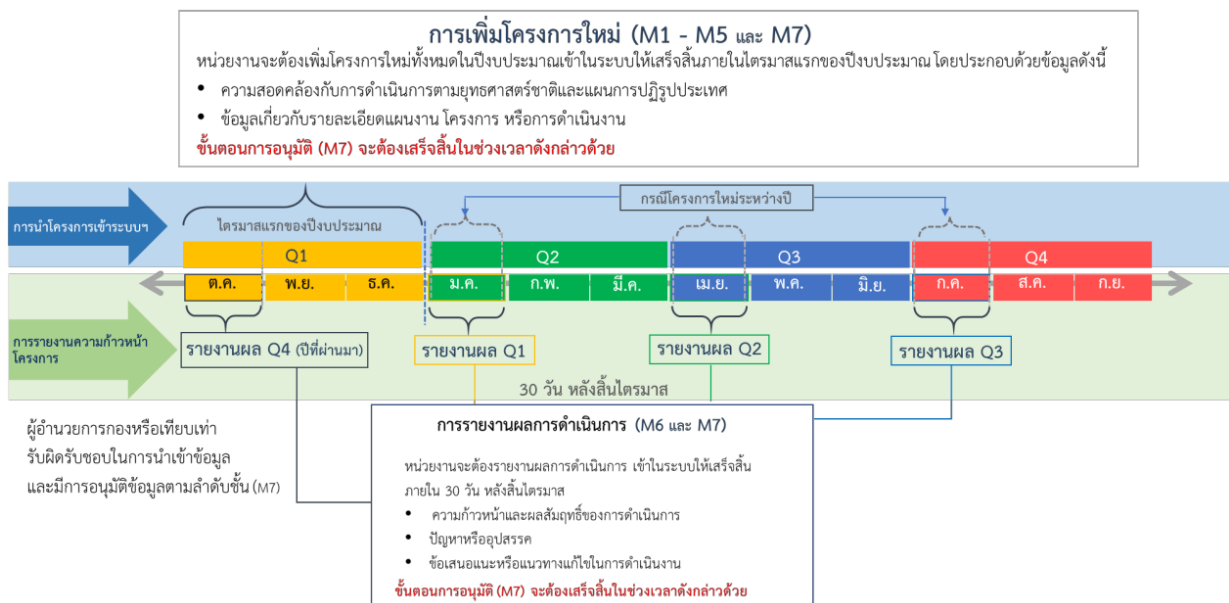 การเพิ่มโครงการใหม่ (M1 - M5 และ M7)
หน่วยงานจะต้องเพิ่มโครงการใหม่ทั้งหมดในปีงบประมาณเข้าในระบบให้เสร็จสิ้นภายในไตรมาสแรกของปีงบประมาณ โดยประกอบด้วยข้อมูลดังนี้
• ความสอดคล้องกับการดำเนินการตามยุทธศาสตร์ชาติและแผนการปฏิรูปประเทศ
• ข้อมูลเกี่ยวกับรายละเอียดแผนงาน โครงการ หรือการดำเนินงาน
ขั้นตอนการอนุมัติ (M7) จะต้องเสร็จสิ้นในช่วงเวลาดังกล่าวด้วย
กรณีโครงการใหม่ระหว่างปี
การนำโครงการเข้าระบบฯ
ไตรมาสแรกของปีงบประมาณ
Q1 Q2 Q3 Q4
ต.ค. พ.ย. ธ.ค. ม.ค. ก.พ. มี.ค. เม.ย. พ.ค. มิ.ย. ก.ค. ส.ค. ก.ย.
การรายงานความก้าวหน้า
โครงการ
รายงานผล Q4 (ปีที่ผ่านมา) รายงานผล Q1 รายงานผล Q2 รายงานผล Q3
30 วัน หลังสิ้นไตรมาส
ผู้อำนวยการกองหรือเทียบเท่า
รับผิดรับชอบในการนำเข้าข้อมูล
และมีการอนุมัติข้อมูลตามลำดับชั้น (M7)
การรายงานผลการดำเนินการ (M6 และ M7)
หน่วยงานจะต้องรายงานผลการดำเนินการ เข้าในระบบให้เสร็จสิ้น
ภายใน 30 วัน หลังสิ้นไตรมาส
• ความก้าวหน้าและผลสัมฤทธิ์ของการดำเนินการ
• ปัญหาหรืออุปสรรค
• ข้อเสนอแนะหรือแนวทางแก้ไขในการดำเนินงาน
ขั้นตอนการอนุมัติ (M7) จะต้องเสร็จสิ้นในช่วงเวลาดังกล่าวด้วย